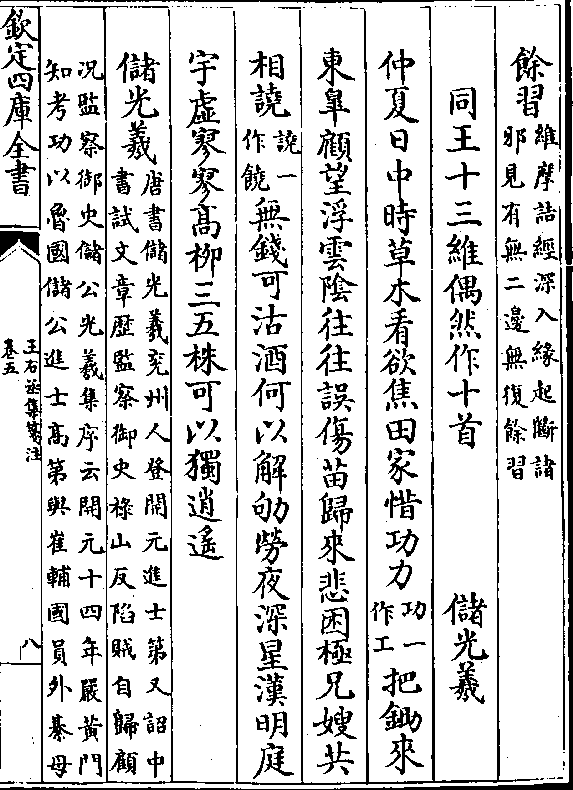 餘習維摩詰經深入緣起斷諸
邪見有無二邊無復餘習
同王十三維偶然作十首 儲光羲
仲夏日中時草木看欲焦田家惜功力功一作工把鋤來
東臯顧望浮雲陰往往誤傷苗歸來悲困極兄嫂共
相譊譊一作饒無錢可沽酒何以解劬勞夜深星漢明庭
宇虛寥寥髙柳三五株可以獨逍遙
儲光羲唐書儲光羲兖州人登開元進士第又詔中
書試文章歴監察御史禄山反陷賊自歸顧
况監察御史儲公光羲集序云開元十四年嚴黄門
知考功以魯國儲公進士髙第與崔輔國員外綦母
欽定四庫全書
王右丞集箋注
卷五
八